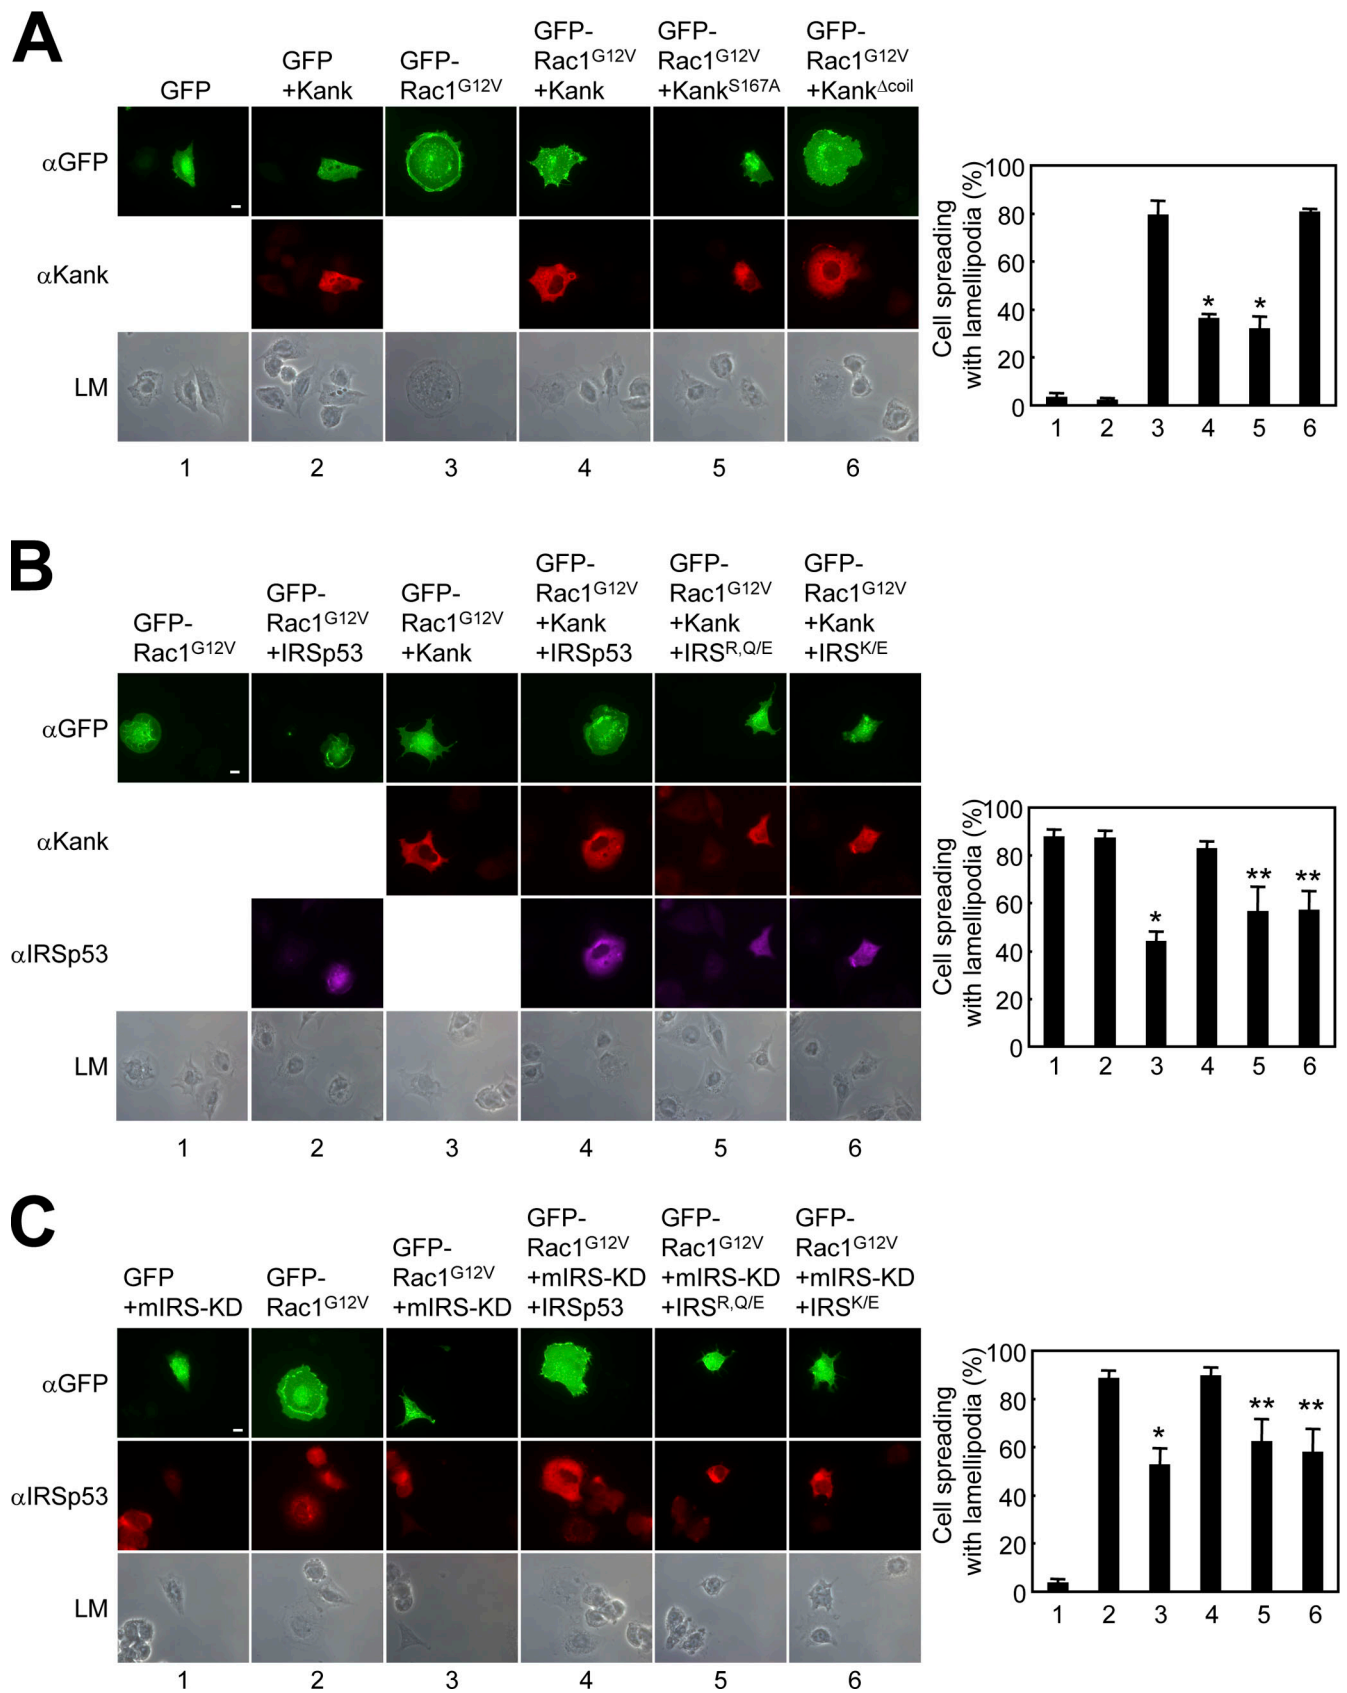 A
GFP
GFP
+Kank
GFP-
Rac1G12V
GFP-
Rac1G12V
+Kank
GFP-
Rac1G12V
+KankS167A
GFP-
Rac1G12V
+KankΔcoil
αGFP
αKank
LM
1 2 3 4 5 6
Cell spreading
with lamellipodia (%)
100
80
60
40
20
0
* *
1 2 3 4 5 6
B
GFP-
Rac1G12V
GFP-
Rac1G12V
+IRSp53
GFP-
Rac1G12V
+Kank
GFP-
Rac1G12V
+Kank
+IRSp53
GFP-
Rac1G12V
+Kank
+IRSR,Q/E
GFP-
Rac1G12V
+Kank
+IRSK/E
αGFP
αKank
αIRSp53
LM
1 2 3 4 5 6
Cell spreading
with lamellipodia (%)
100
80
60
40
20
0
* ** **
1 2 3 4 5 6
C
GFP
+mIRS-KD
GFP-
Rac1G12V
GFP-
Rac1G12V
+mIRS-KD
GFP-
Rac1G12V
+mIRS-KD
+IRSp53
GFP-
Rac1G12V
+mIRS-KD
+IRSR,Q/E
GFP-
Rac1G12V
+mIRS-KD
+IRSK/E
αGFP
αIRSp53
LM
1 2 3 4 5 6
Cell spreading
with lamellipodia (%)
100
80
60
40
20
0
* ** **
1 2 3 4 5 6